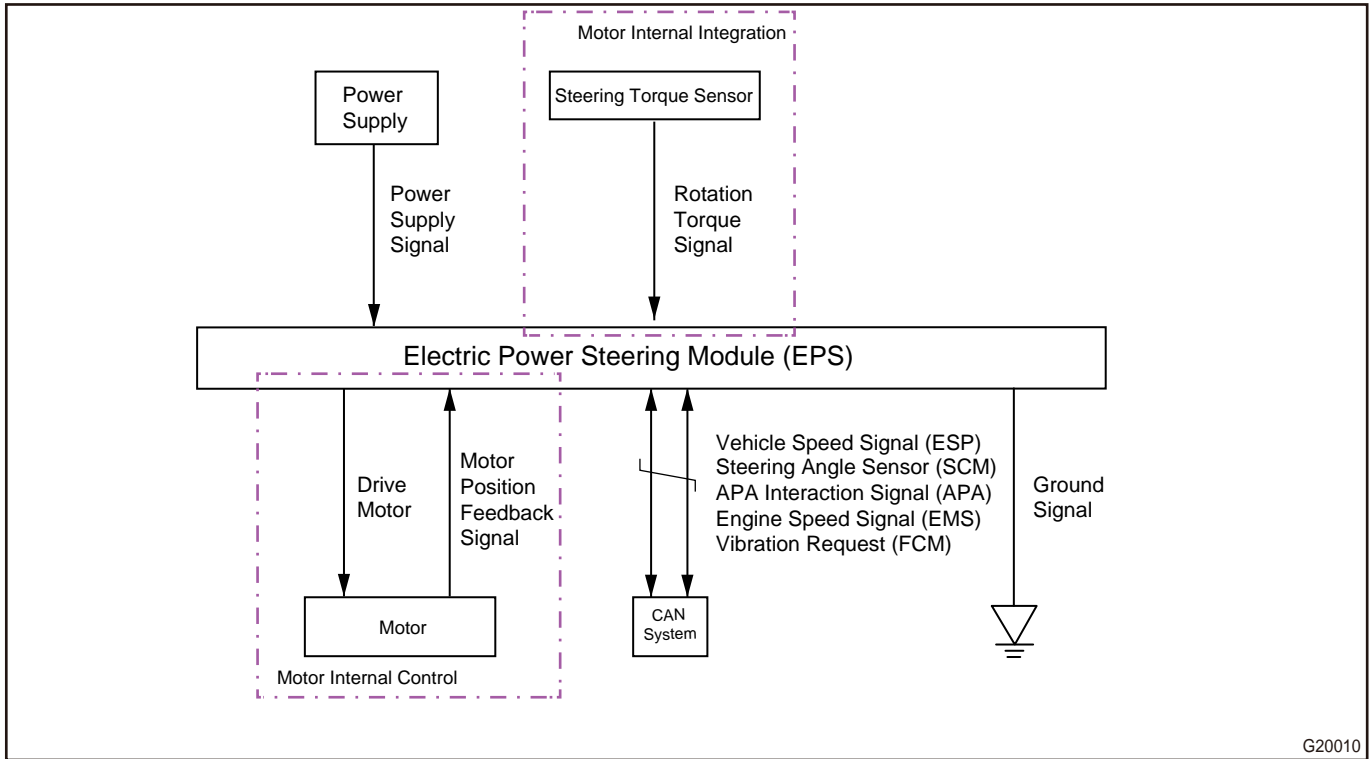 Motor Internal Integration
Power
Supply
Steering Torque Sensor
Power
Supply
Signal
Rotation
Torque
Signal
Electric Power Steering Module (EPS)
Drive
Motor
Motor
Position
Feedback
Signal
Vehicle Speed Signal (ESP)
Steering Angle Sensor (SCM)
APA Interaction Signal (APA)
Engine Speed Signal (EMS)
Vibration Request (FCM)
Ground
Signal
Motor
CAN
System
Motor Internal Control
G20010